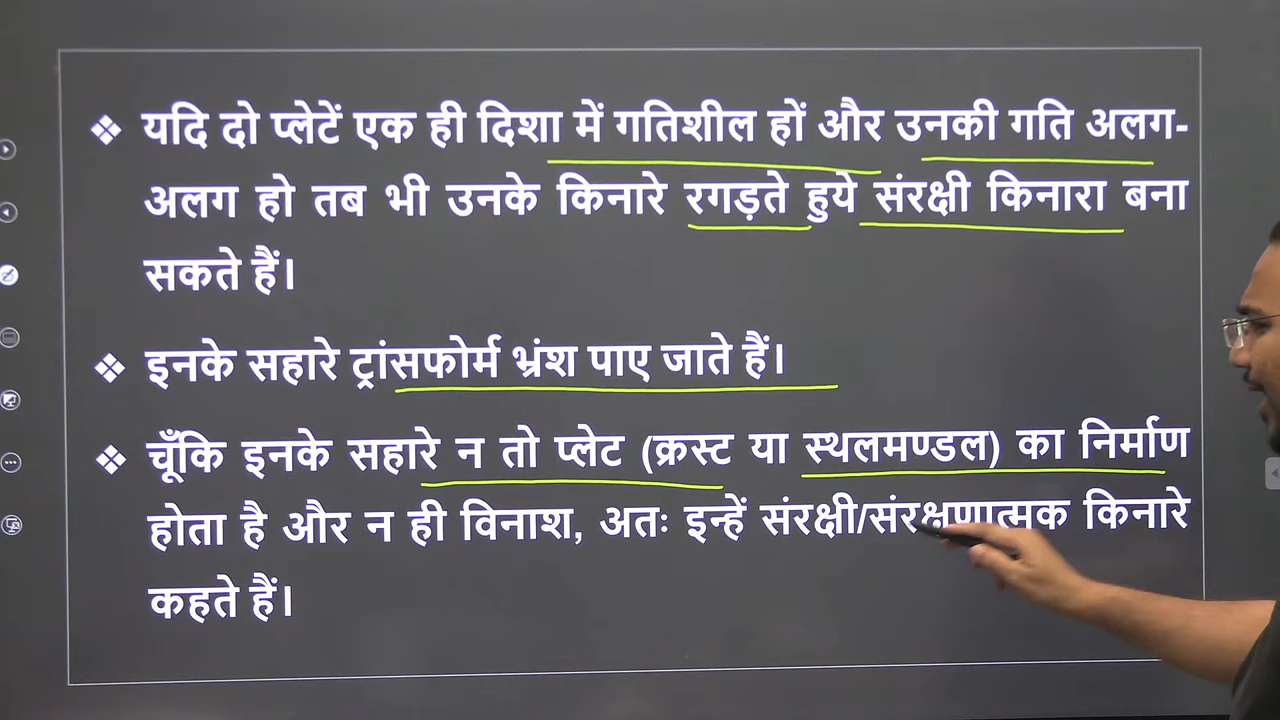 ❖ यदि दो प्लेटें एक ही दिशा में गतिशील हों और उनकी गति अलग-
अलग हो तब भी उनके किनारे रगड़ते हुये संरक्षी किनारा बना
सकते हैं।
❖ इनके सहारे ट्रांसफोर्म भ्रंश पाए जाते हैं।
❖ चूँकि इनके सहारे न तो प्लेट (क्रस्ट या स्थलमण्डल) का निर्माण
होता है और न ही विनाश, अतः इन्हें संरक्षी/संरक्षणात्मक किनारे
कहते हैं।